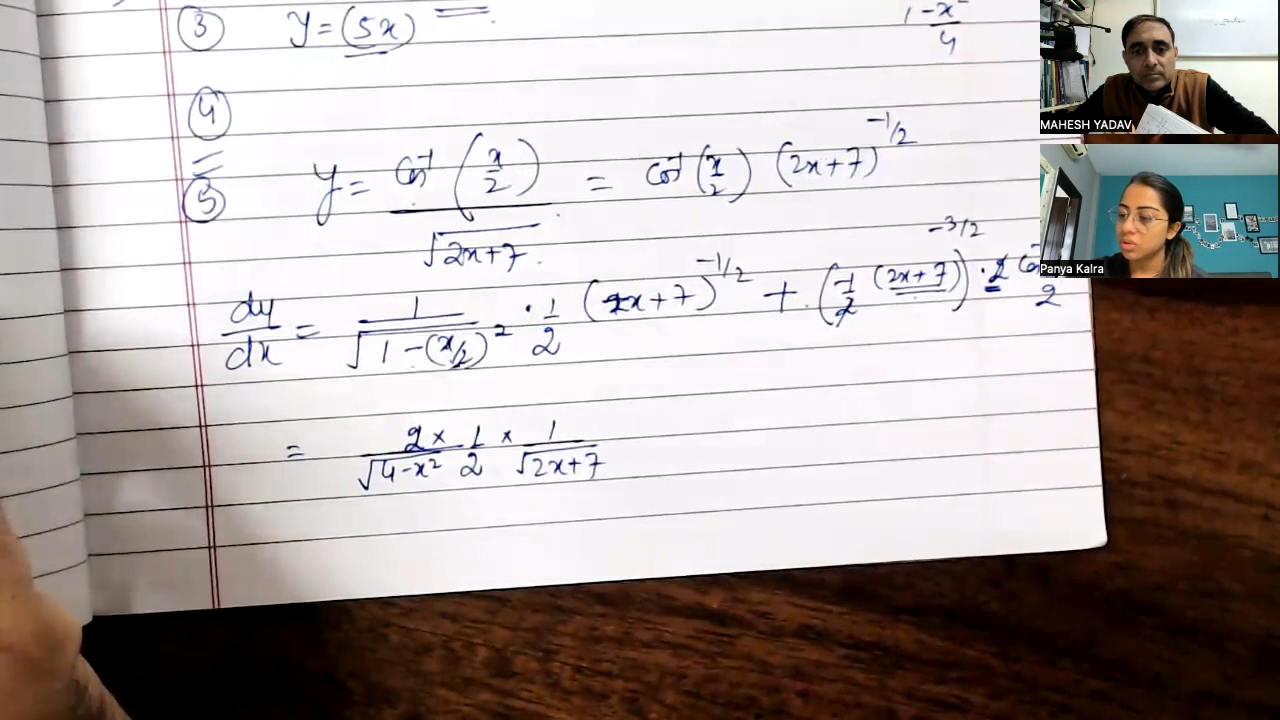 ③ y = (5x)
1-x²
4
④
⑤ y = cos⁻¹(x/2) / √2x+7 = cos⁻¹(x/2) (2x+7)^-1/2
dy/dx = 1/√1-(x/2)² · 1/2 (2x+7)^-1/2 + (-1/2 (2x+7)^-3/2) · 2
= 2/√4-x² × 1/2 × 1/√2x+7
MAHESH YADAV
Panya Kalra